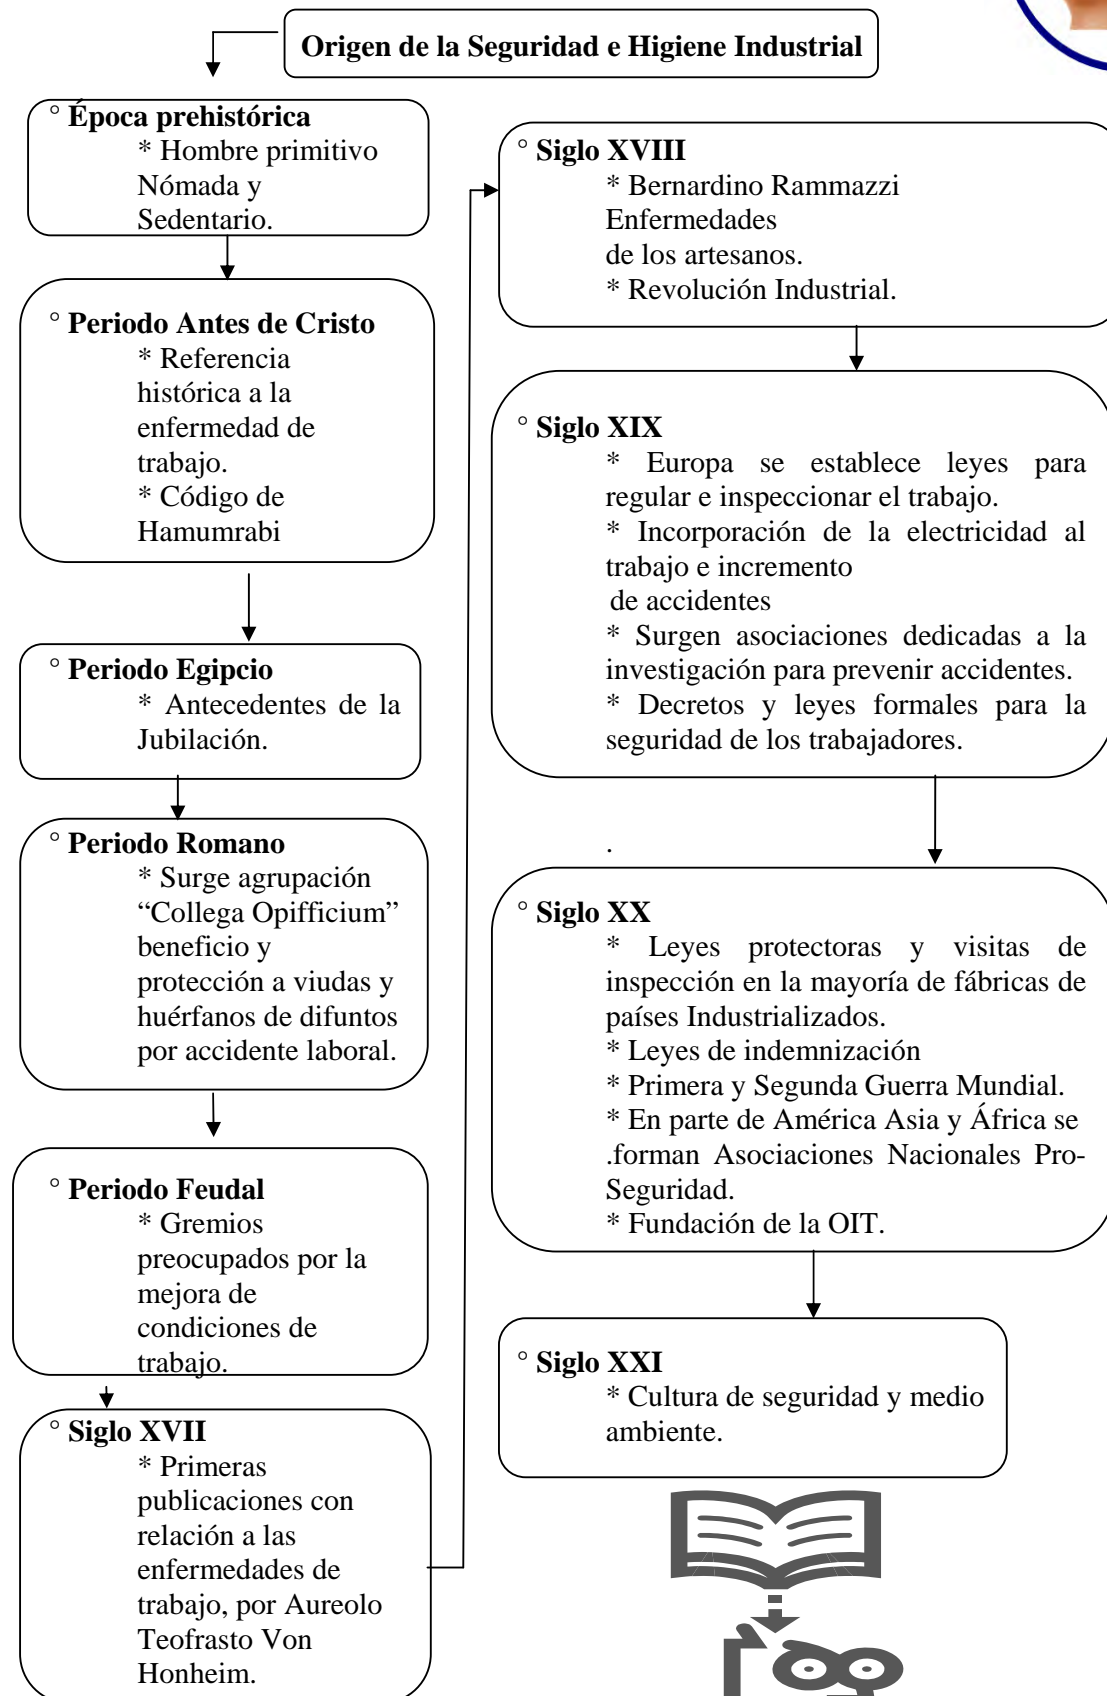 Origen de la Seguridad e Higiene Industrial
° Época prehistórica
* Hombre primitivo
Nómada y
Sedentario.
° Periodo Antes de Cristo
* Referencia
histórica a la
enfermedad de
trabajo.
* Código de
Hamumrabi
° Periodo Egipcio
* Antecedentes de la
Jubilación.
° Periodo Romano
* Surge agrupación
“Collega Opifficium”
beneficio y
protección a viudas y
huérfanos de difuntos
por accidente laboral.
° Periodo Feudal
* Gremios
preocupados por la
mejora de
condiciones de
trabajo.
° Siglo XVII
* Primeras
publicaciones con
relación a las
enfermedades de
trabajo, por Aureolo
Teofrasto Von
Honheim.
° Siglo XVIII
* Bernardino Rammazzi
Enfermedades
de los artesanos.
* Revolución Industrial.
° Siglo XIX
* Europa se establece leyes para
regular e inspeccionar el trabajo.
* Incorporación de la electricidad al
trabajo e incremento
de accidentes
* Surgen asociaciones dedicadas a la
investigación para prevenir accidentes.
* Decretos y leyes formales para la
seguridad de los trabajadores.
.
° Siglo XX
* Leyes protectoras y visitas de
inspección en la mayoría de fábricas de
países Industrializados.
* Leyes de indemnización
* Primera y Segunda Guerra Mundial.
* En parte de América Asia y África se
.forman Asociaciones Nacionales Pro-
Seguridad.
* Fundación de la OIT.
° Siglo XXI
* Cultura de seguridad y medio
ambiente.